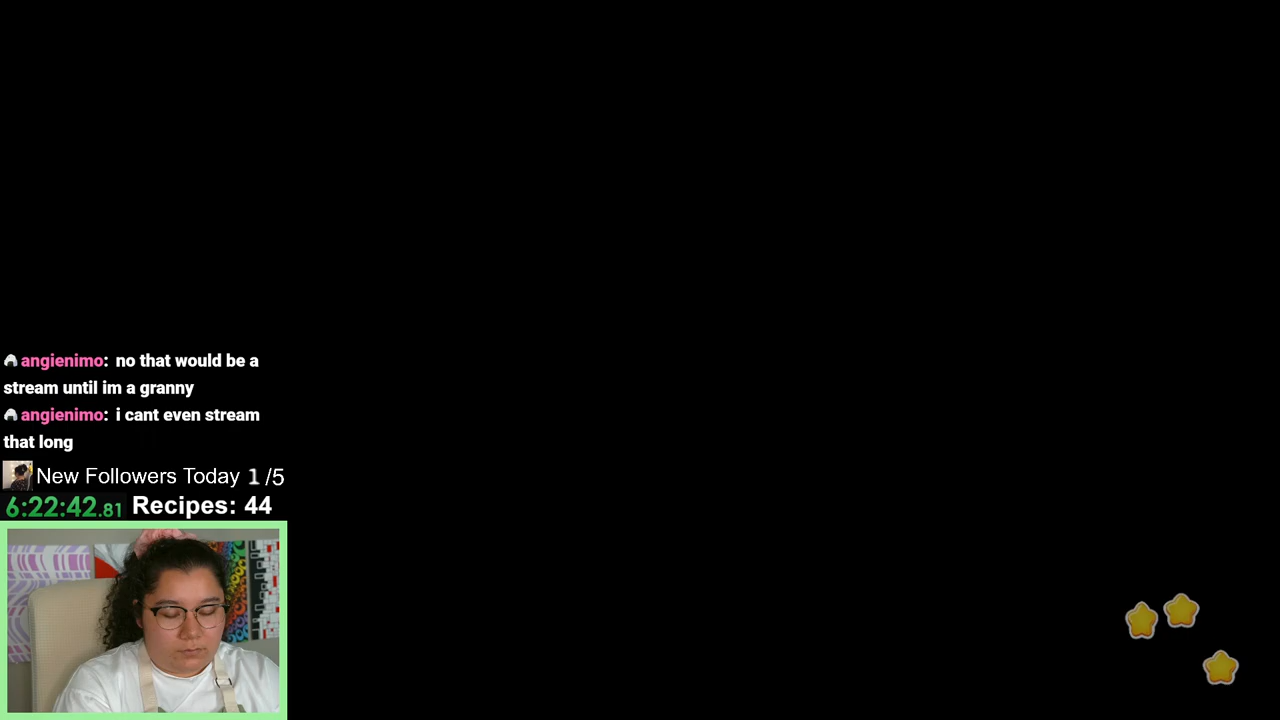 angienimo: no that would be a
stream until im a granny
angienimo: i cant even stream
that long
New Followers Today 1 /5
6:22:42.81 Recipes: 44